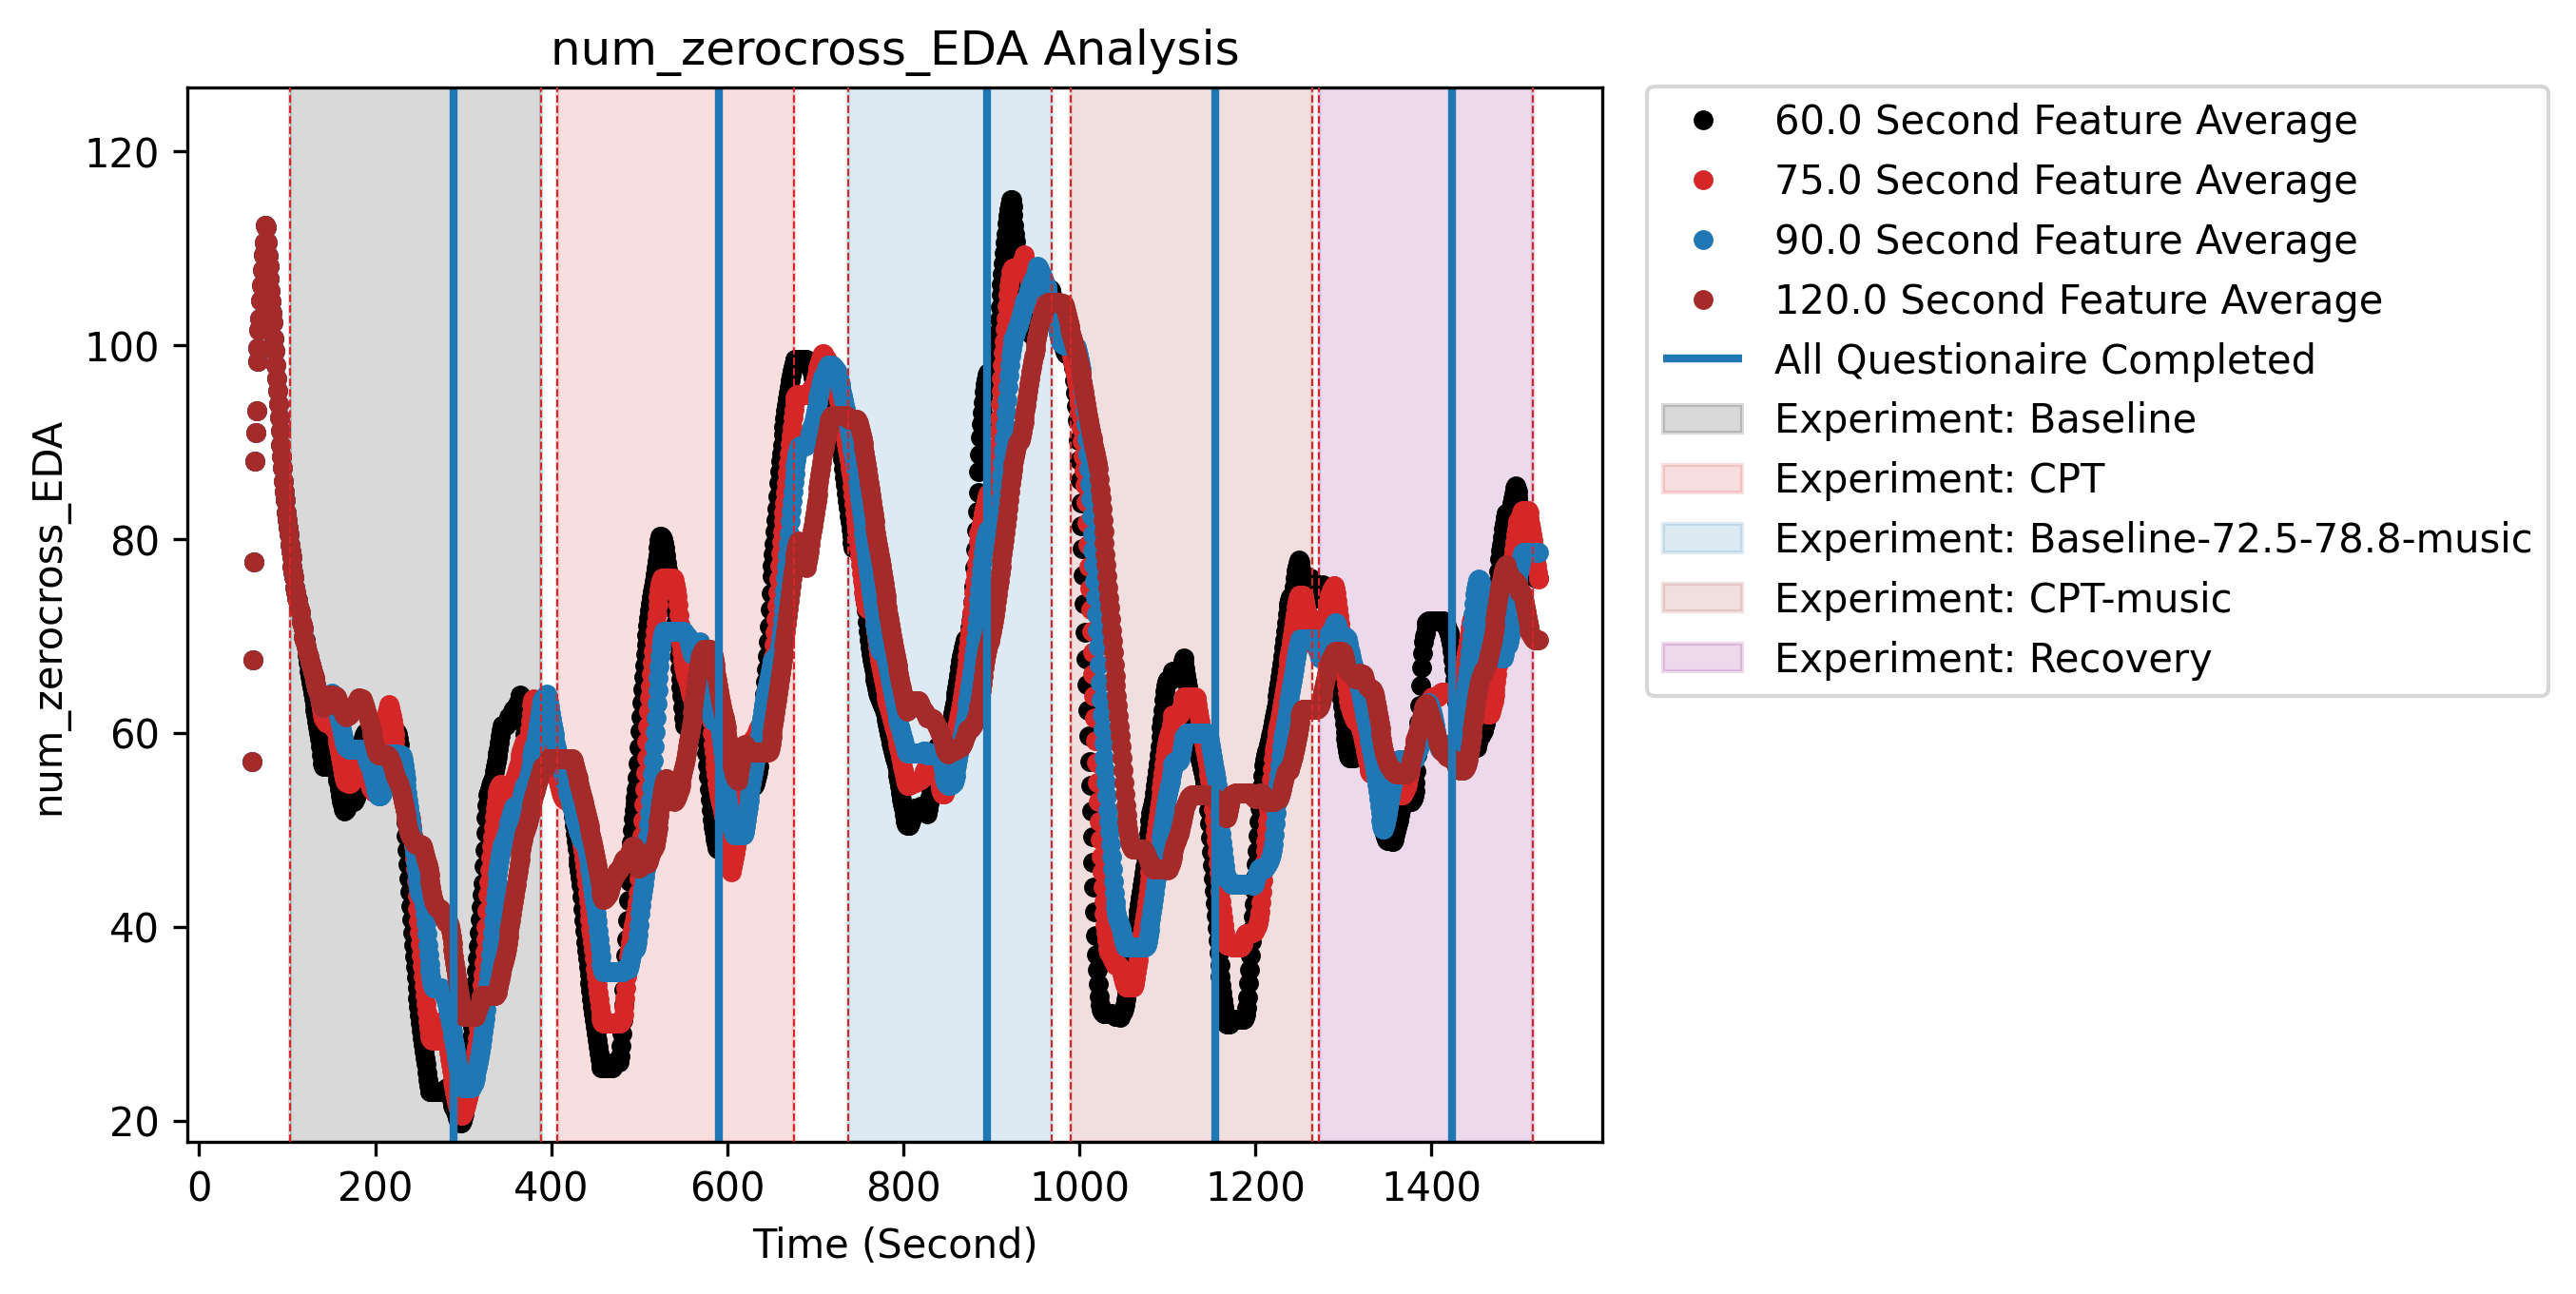 num_zerocross_EDA Analysis
num_zerocross_EDA
120
100
80
60
40
20
0 200 400 600 800 1000 1200 1400
Time (Second)
60.0 Second Feature Average
75.0 Second Feature Average
90.0 Second Feature Average
120.0 Second Feature Average
All Questionaire Completed
Experiment: Baseline
Experiment: CPT
Experiment: Baseline-72.5-78.8-music
Experiment: CPT-music
Experiment: Recovery